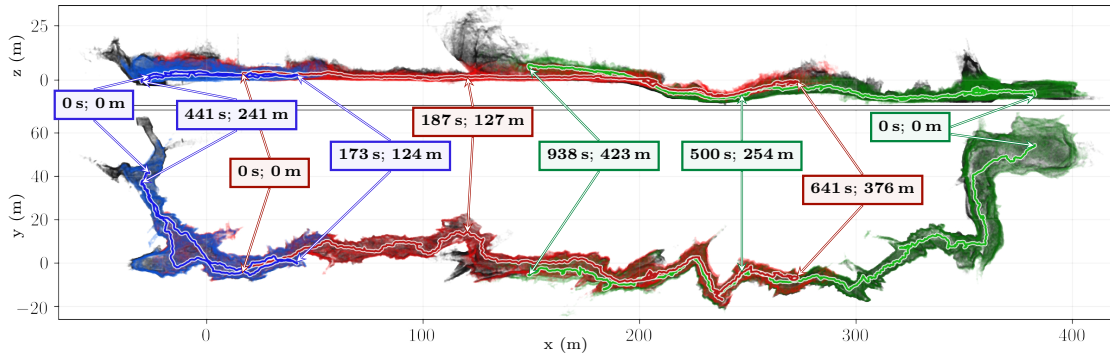 25
0
z (m)
0 s; 0 m
441 s; 241 m
187 s; 127 m
0 s; 0 m
173 s; 124 m
938 s; 423 m
500 s; 254 m
0 s; 0 m
641 s; 376 m
60
40
20
0
−20
y (m)
0
100
200
300
400
x (m)